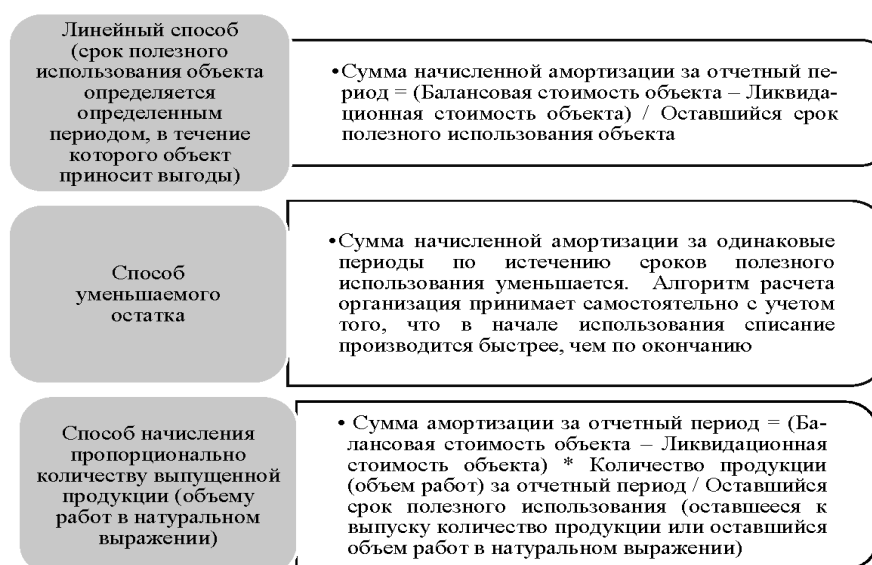 Линейный способ
(срок полезного
использования объекта
определяется
определенным
периодом, в течение
которого объект
приносит выгоды)
•Сумма начисленной амортизации за отчетный пе-
риод = (Балансовая стоимость объекта – Ликвида-
ционная стоимость объекта) / Оставшийся срок
полезного использования объекта
Способ
уменьшаемого
остатка
•Сумма начисленной амортизации за одинаковые
периоды по истечению сроков полезного
использования уменьшается. Алгоритм расчета
организация принимает самостоятельно с учетом
того, что в начале использования списание
производится быстрее, чем по окончанию
Способ начисления
пропорционально
количеству выпущенной
продукции (объему
работ в натуральном
выражении)
• Сумма амортизации за отчетный период = (Ба-
лансовая стоимость объекта – Ликвидационная
стоимость объекта) * Количество продукции
(объем работ) за отчетный период / Оставшийся
срок полезного использования (оставшееся к
выпуску количество продукции или оставшийся
объем работ в натуральном выражении)